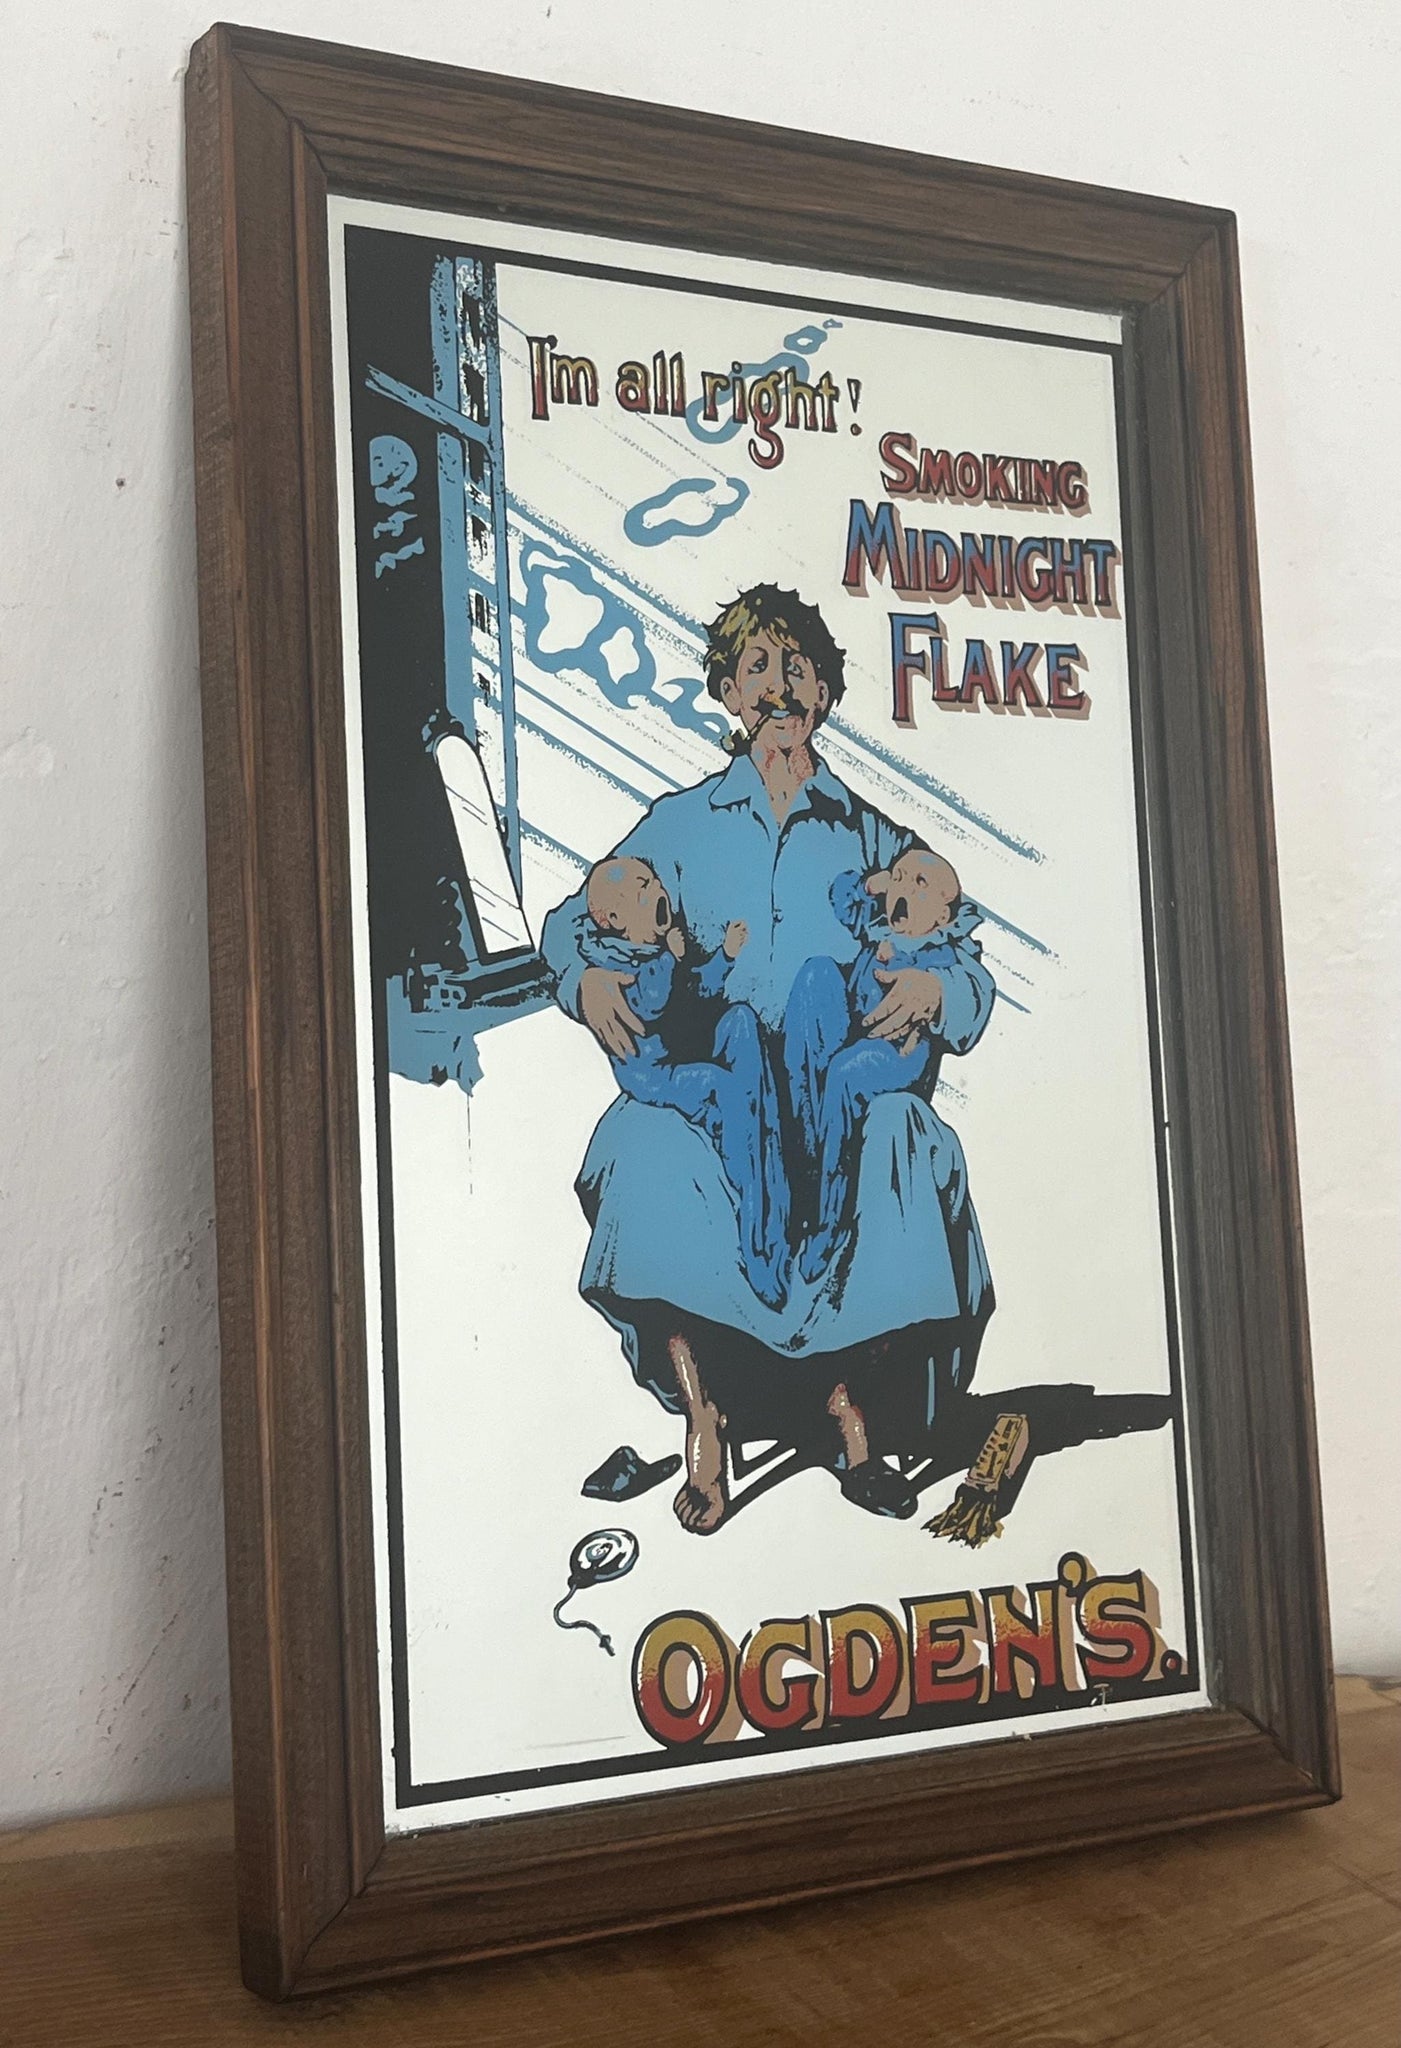 I'm all right!
SMOKING
MIDNIGHT
FLAKE
OGDEN'S.